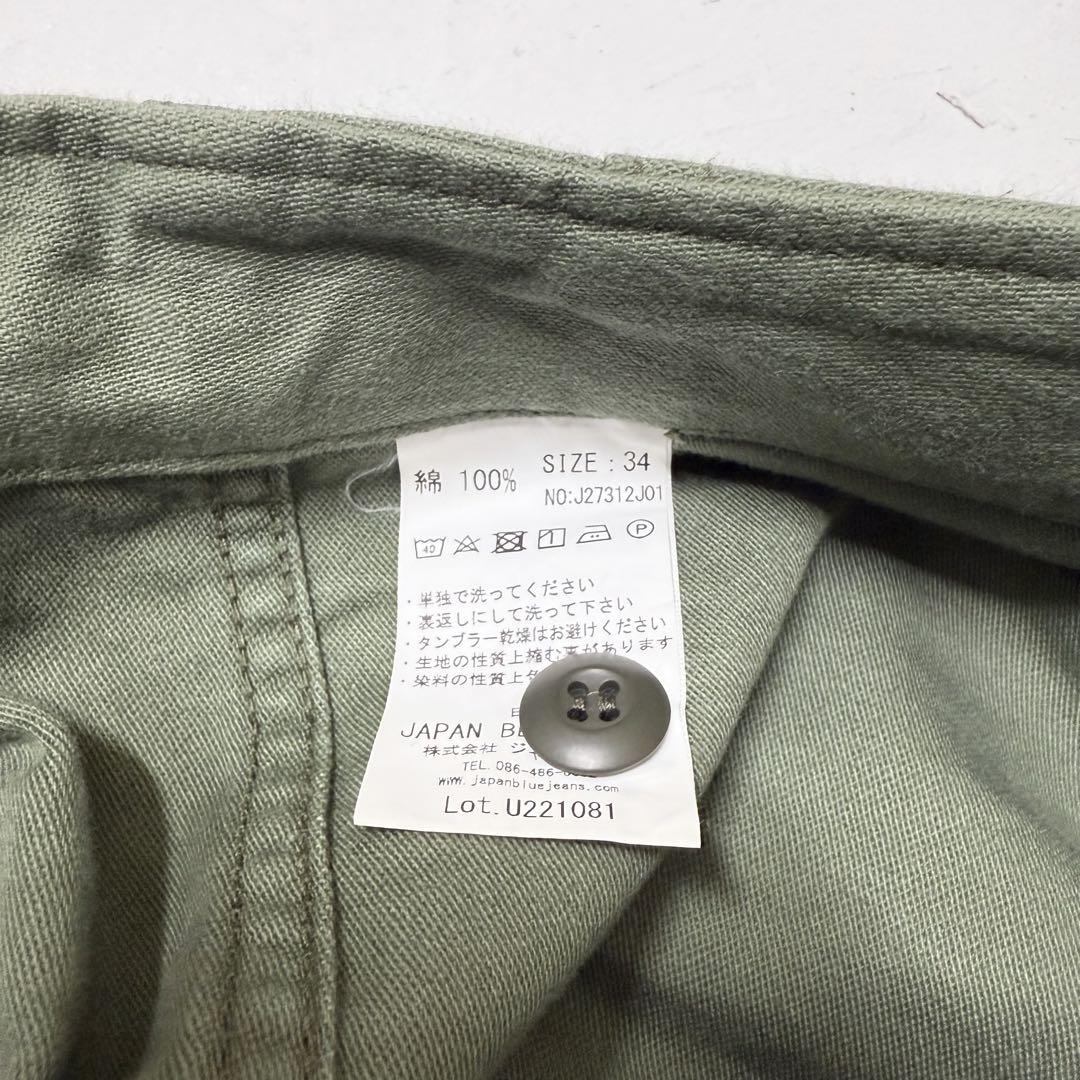 綿 100% SIZE : 34
NO:J27312J01
40 1 P
・単独で洗ってください
・裏返しにして洗って下さい
・タンブラー乾燥はお避けください
・生地の性質上縮む事があります
・染料の性質上
JAPAN
株式会社
TEL. 086-486-
www.japanbluejeans.com
Lot.U221081